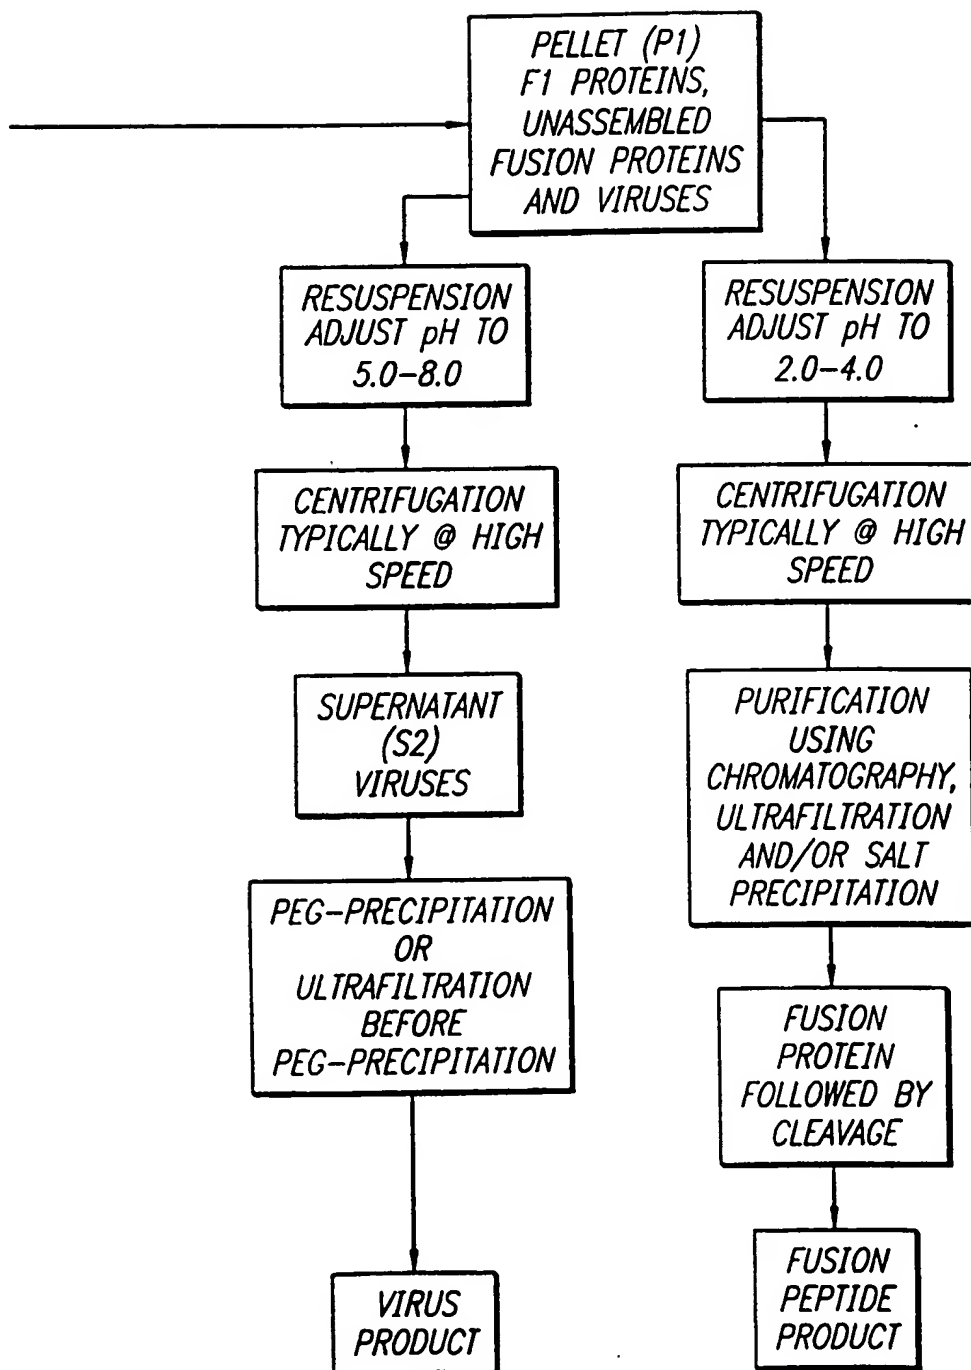 PELLET (P1)
F1 PROTEINS,
UNASSEMBLED
FUSION PROTEINS
AND VIRUSES
RESUSPENSION
ADJUST pH TO
5.0-8.0
CENTRIFUGATION
TYPICALLY @ HIGH
SPEED
SUPERNATANT
(S2)
VIRUSES
PEG-PRECIPITATION
OR
ULTRAFILTRATION
BEFORE
PEG-PRECIPITATION
VIRUS
PRODUCT
RESUSPENSION
ADJUST pH TO
2.0-4.0
CENTRIFUGATION
TYPICALLY @ HIGH
SPEED
PURIFICATION
USING
CHROMATOGRAPHY,
ULTRAFILTRATION
AND/OR SALT
PRECIPITATION
FUSION
PROTEIN
FOLLOWED BY
CLEAVAGE
FUSION
PEPTIDE
PRODUCT